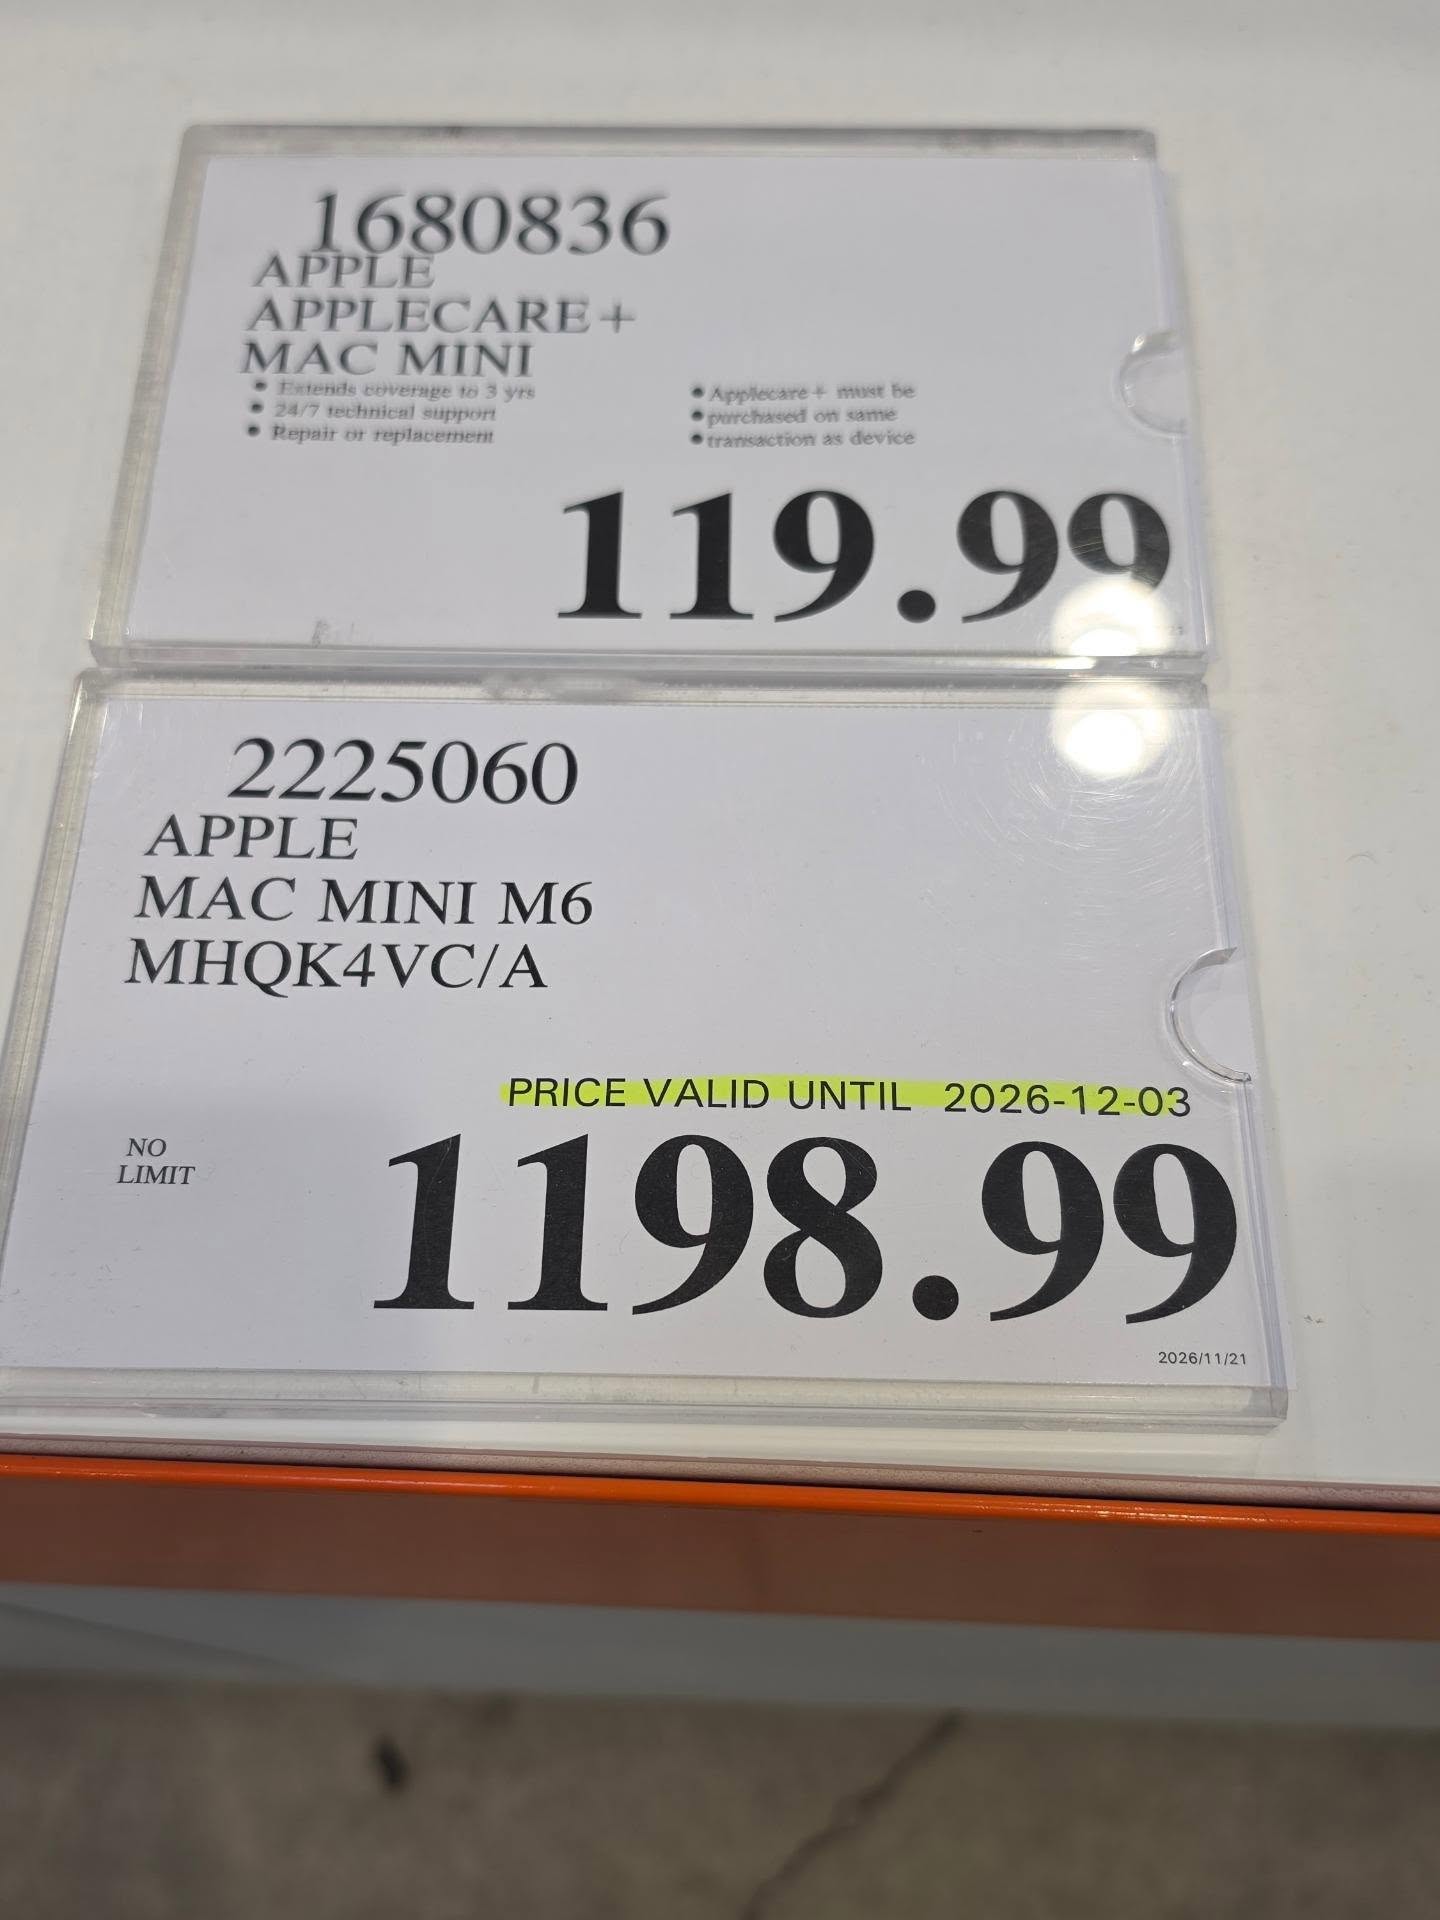 1680836
APPLE
APPLECARE+
MAC MINI
• Extends coverage to 3 yrs
• 24/7 technical support
• Repair or replacement
• Applecare+ must be
• purchased on same
• transaction as device
119.99
2225060
APPLE
MAC MINI M6
MHQK4VC/A
PRICE VALID UNTIL 2026-12-03
NO
LIMIT
1198.99
2026/11/21